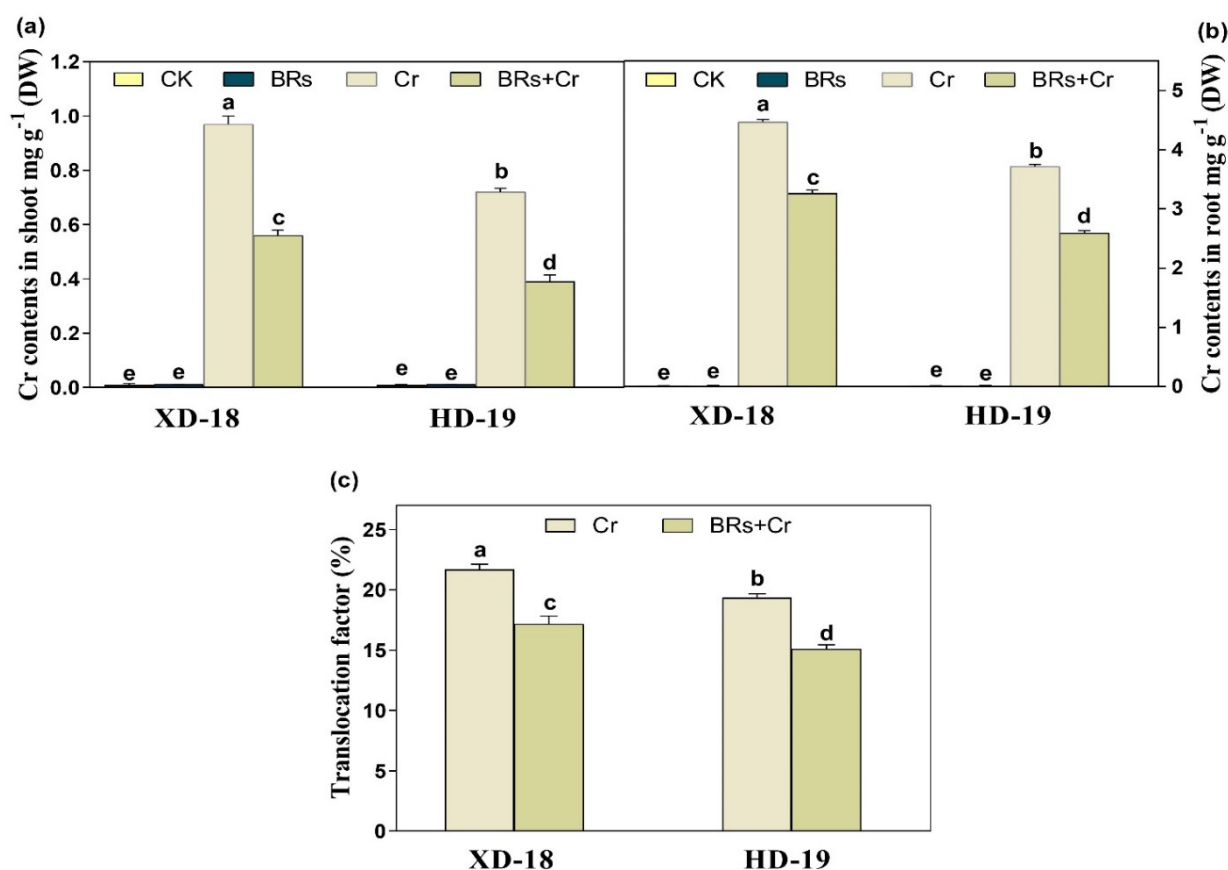 (a)
Cr contents in shoot mg g⁻¹ (DW)
1.2
1.0
0.8
0.6
0.4
0.2
0.0
CK BRs Cr BRs+Cr
e e a c
e e b d
XD-18 HD-19
(b)
CK BRs Cr BRs+Cr
e e a c
e e b d
XD-18 HD-19
5
4
3
2
1
0
Cr contents in root mg g⁻¹ (DW)
(c)
Translocation factor (%)
25
20
15
10
5
0
Cr BRs+Cr
a c
b d
XD-18 HD-19